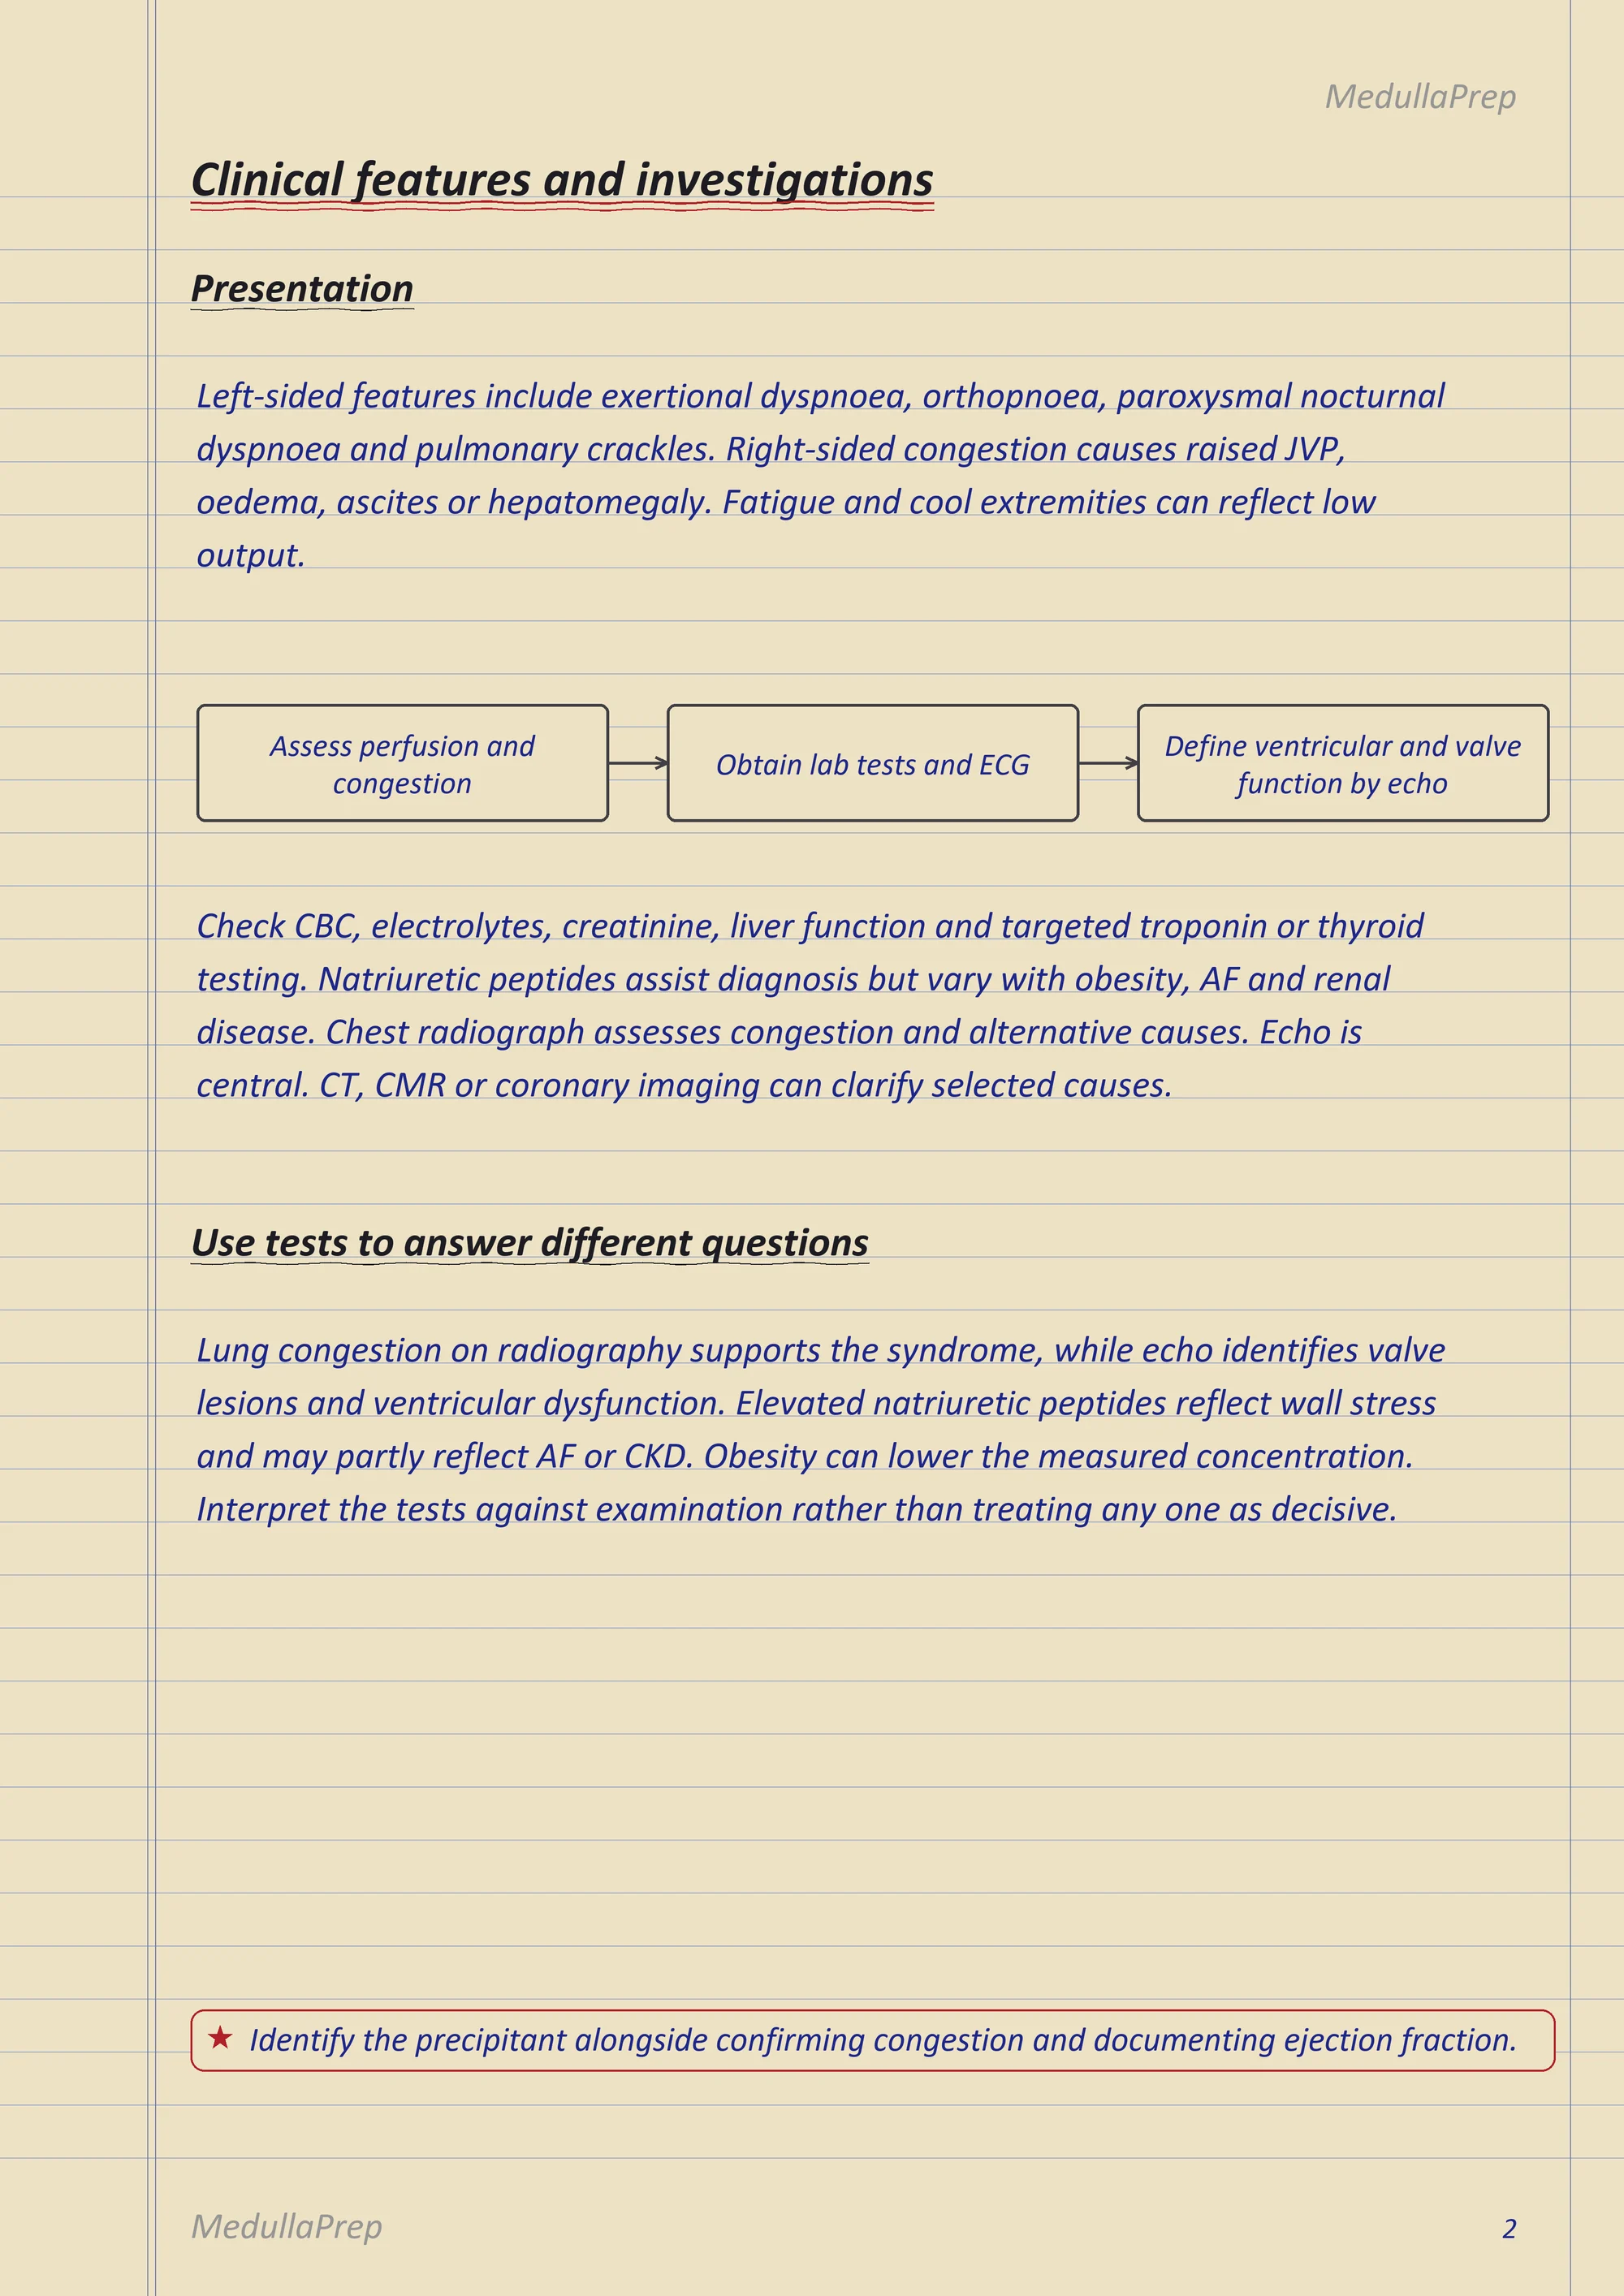 MedullaPrep
Clinical features and investigations
Presentation
Left-sided features include exertional dyspnoea, orthopnoea, paroxysmal nocturnal
dyspnoea and pulmonary crackles. Right-sided congestion causes raised JVP,
oedema, ascites or hepatomegaly. Fatigue and cool extremities can reflect low
output.
Assess perfusion and
congestion
Obtain lab tests and ECG
Define ventricular and valve
function by echo
Check CBC, electrolytes, creatinine, liver function and targeted troponin or thyroid
testing. Natriuretic peptides assist diagnosis but vary with obesity, AF and renal
disease. Chest radiograph assesses congestion and alternative causes. Echo is
central. CT, CMR or coronary imaging can clarify selected causes.
Use tests to answer different questions
Lung congestion on radiography supports the syndrome, while echo identifies valve
lesions and ventricular dysfunction. Elevated natriuretic peptides reflect wall stress
and may partly reflect AF or CKD. Obesity can lower the measured concentration.
Interpret the tests against examination rather than treating any one as decisive.
★ Identify the precipitant alongside confirming congestion and documenting ejection fraction.
MedullaPrep
2